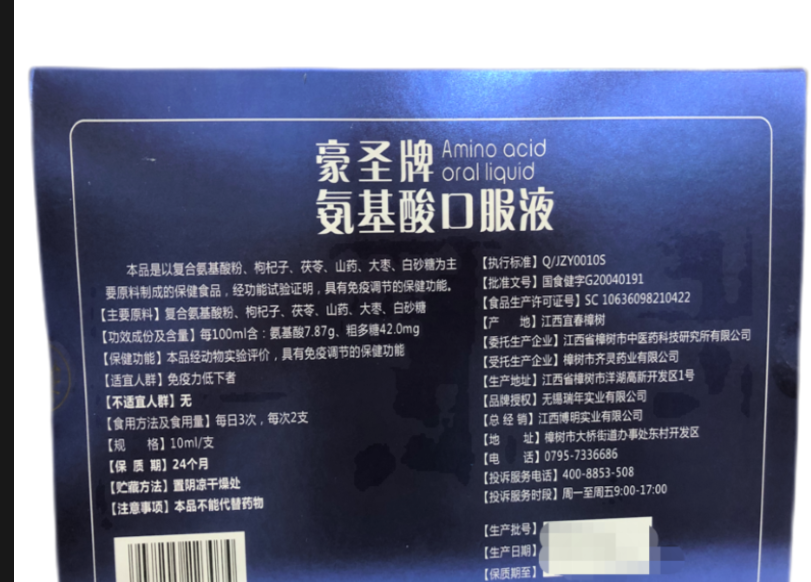 豪圣牌 Amino acid oral liquid
氨基酸口服液
本品是以复合氨基酸粉、枸杞子、茯苓、山药、大枣、白砂糖为主
要原料制成的保健食品，经功能试验证明，具有免疫调节的保健功能。
【主要原料】复合氨基酸粉、枸杞子、茯苓、山药、大枣、白砂糖
【功效成份及含量】每100ml含：氨基酸7.87g、粗多糖42.0mg
【保健功能】本品经动物实验评价，具有免疫调节的保健功能
【适宜人群】免疫力低下者
【不适宜人群】无
【食用方法及食用量】每日3次，每次2支
【规 格】10ml/支
【保 质 期】24个月
【贮藏方法】置阴凉干燥处
【注意事项】本品不能代替药物
【执行标准】Q/JZY0010S
【批准文号】国食健字G20040191
【食品生产许可证号】SC 10636098210422
【产 地】江西宜春樟树
【委托生产企业】江西省樟树市中医药科技研究所有限公司
【受托生产企业】樟树市齐灵药业有限公司
【生产地址】江西省樟树市洋湖高新开发区1号
【品牌授权】无锡瑞年实业有限公司
【总 经 销】江西博明实业有限公司
【地 址】樟树市大桥街道办事处东村开发区
【电 话】0795-7336686
【投诉服务电话】400-8853-508
【投诉服务时段】周一至周五9:00-17:00
【生产批号】
【生产日期】
【保质期至】